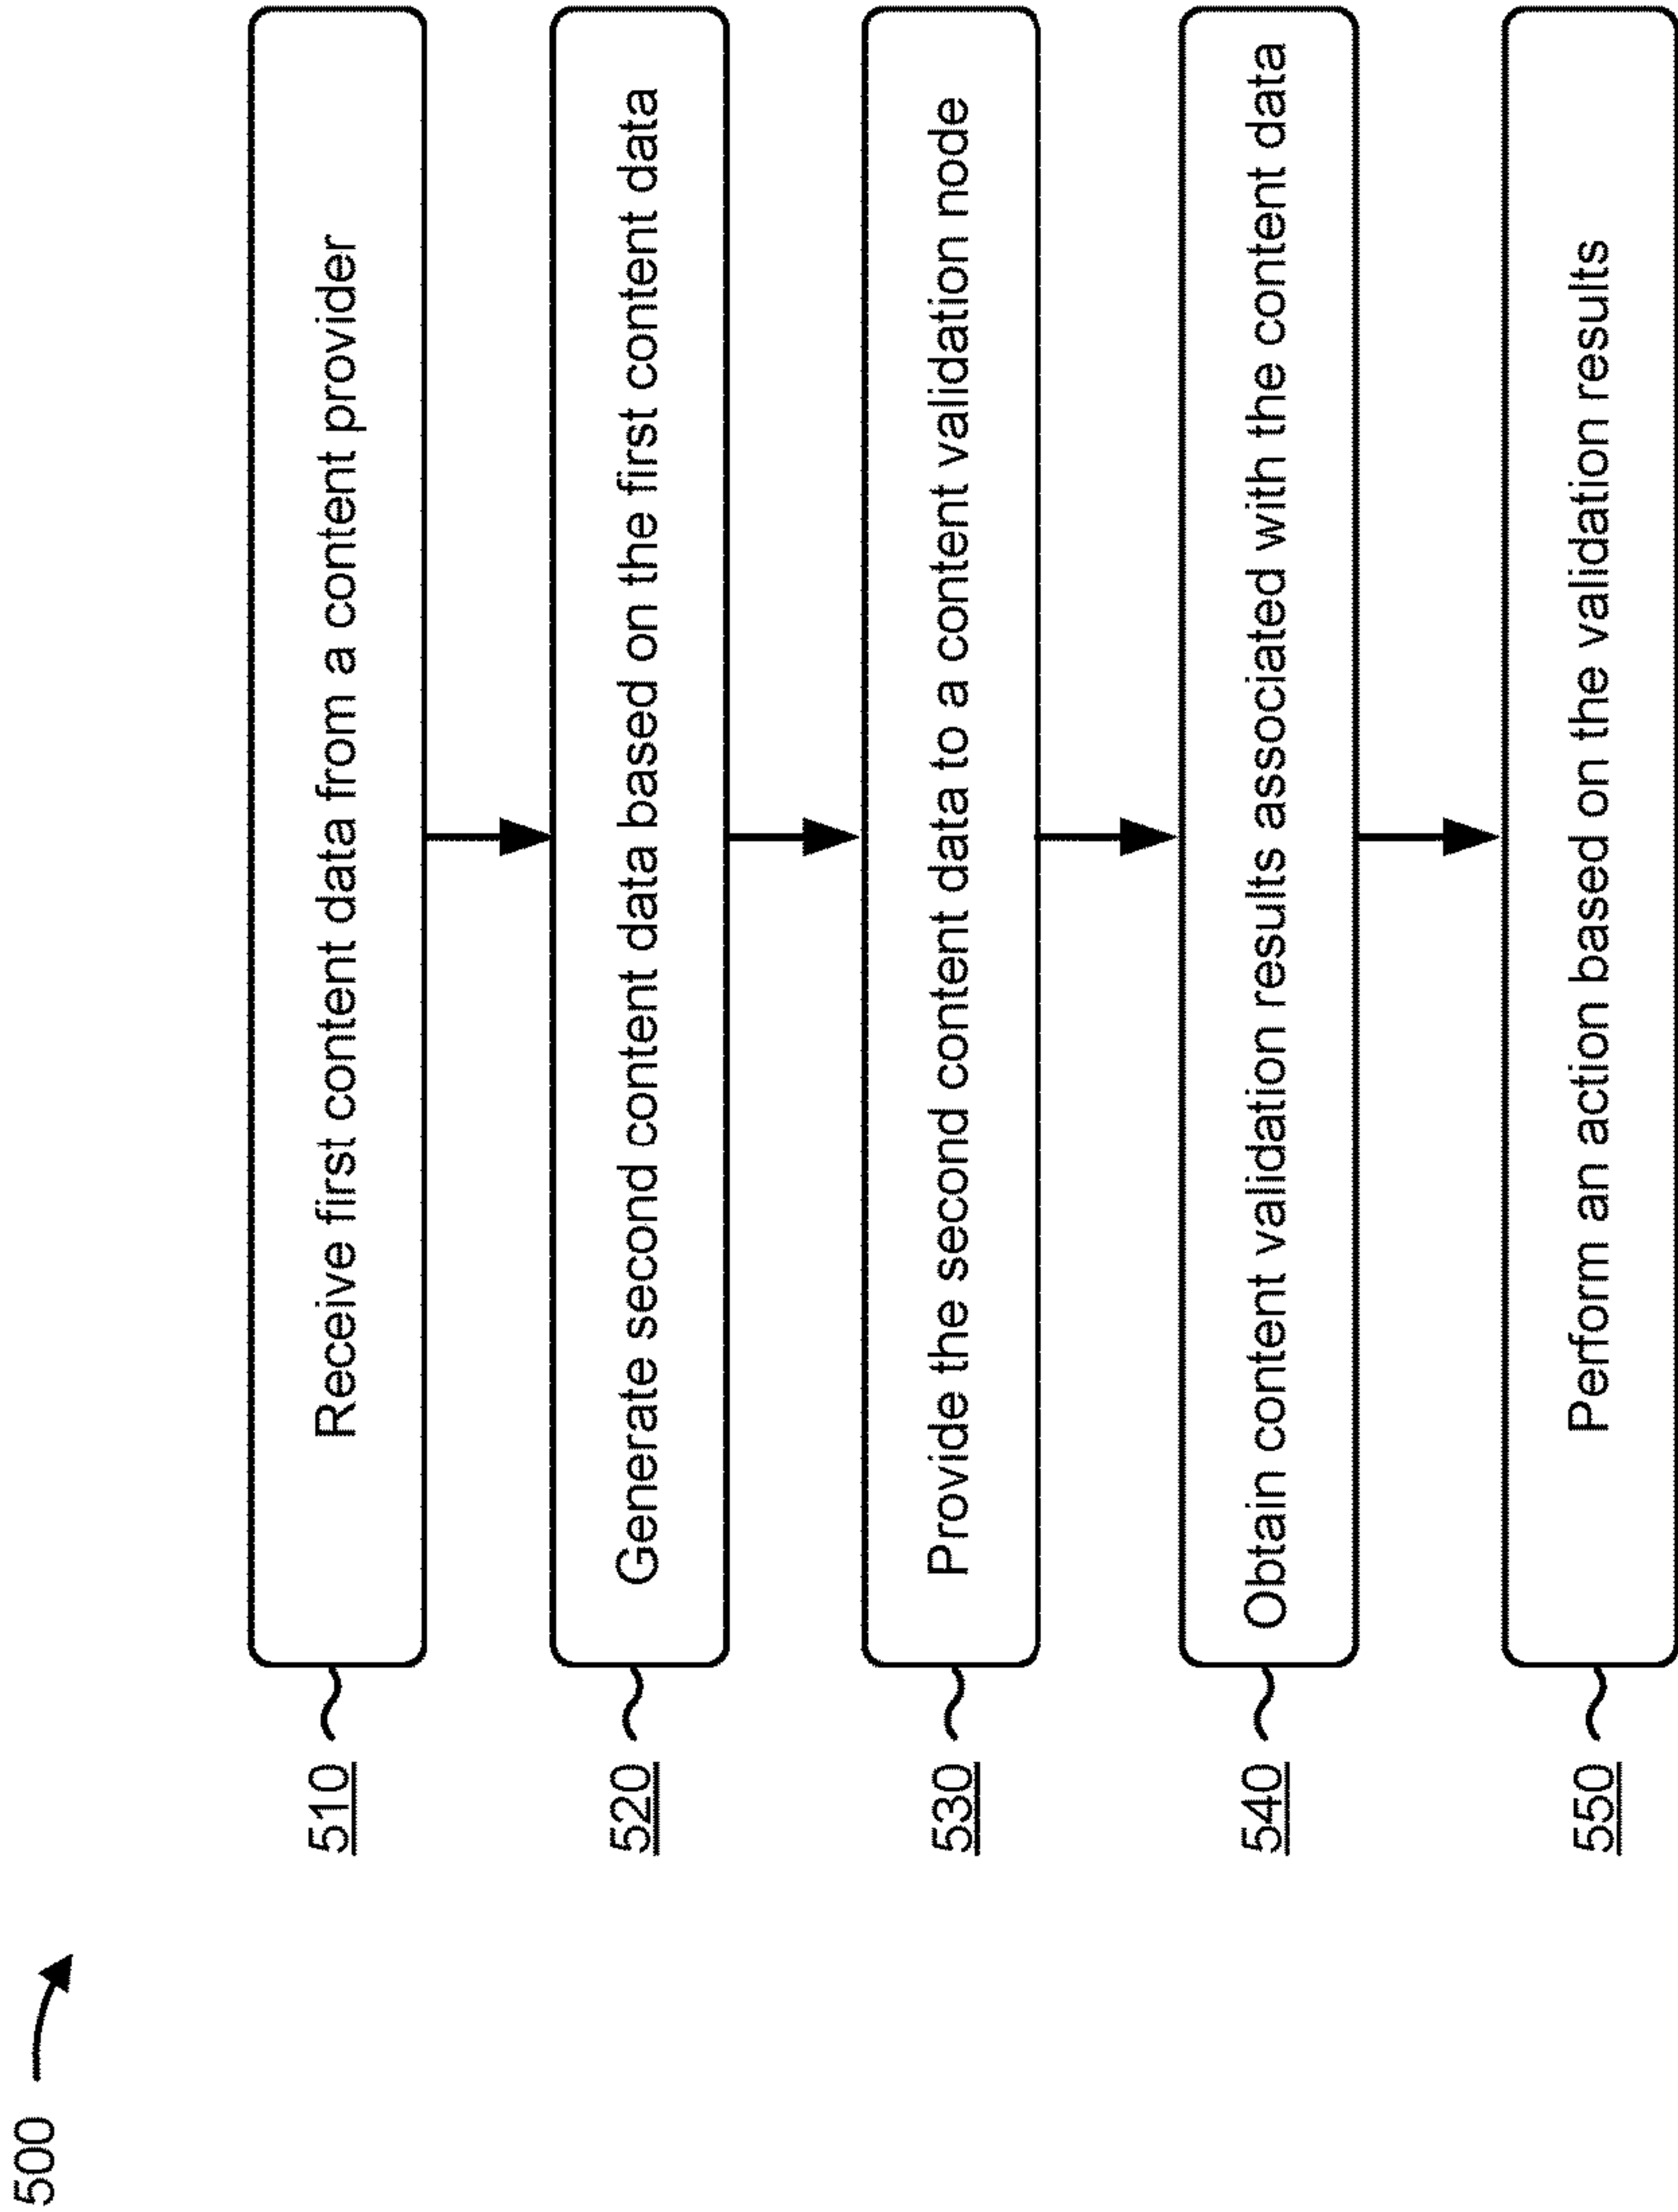 500
510
Receive first content data from a content provider
520
Generate second content data based on the first content data
530
Provide the second content data to a content validation node
540
Obtain content validation results associated with the content data
550
Perform an action based on the validation results